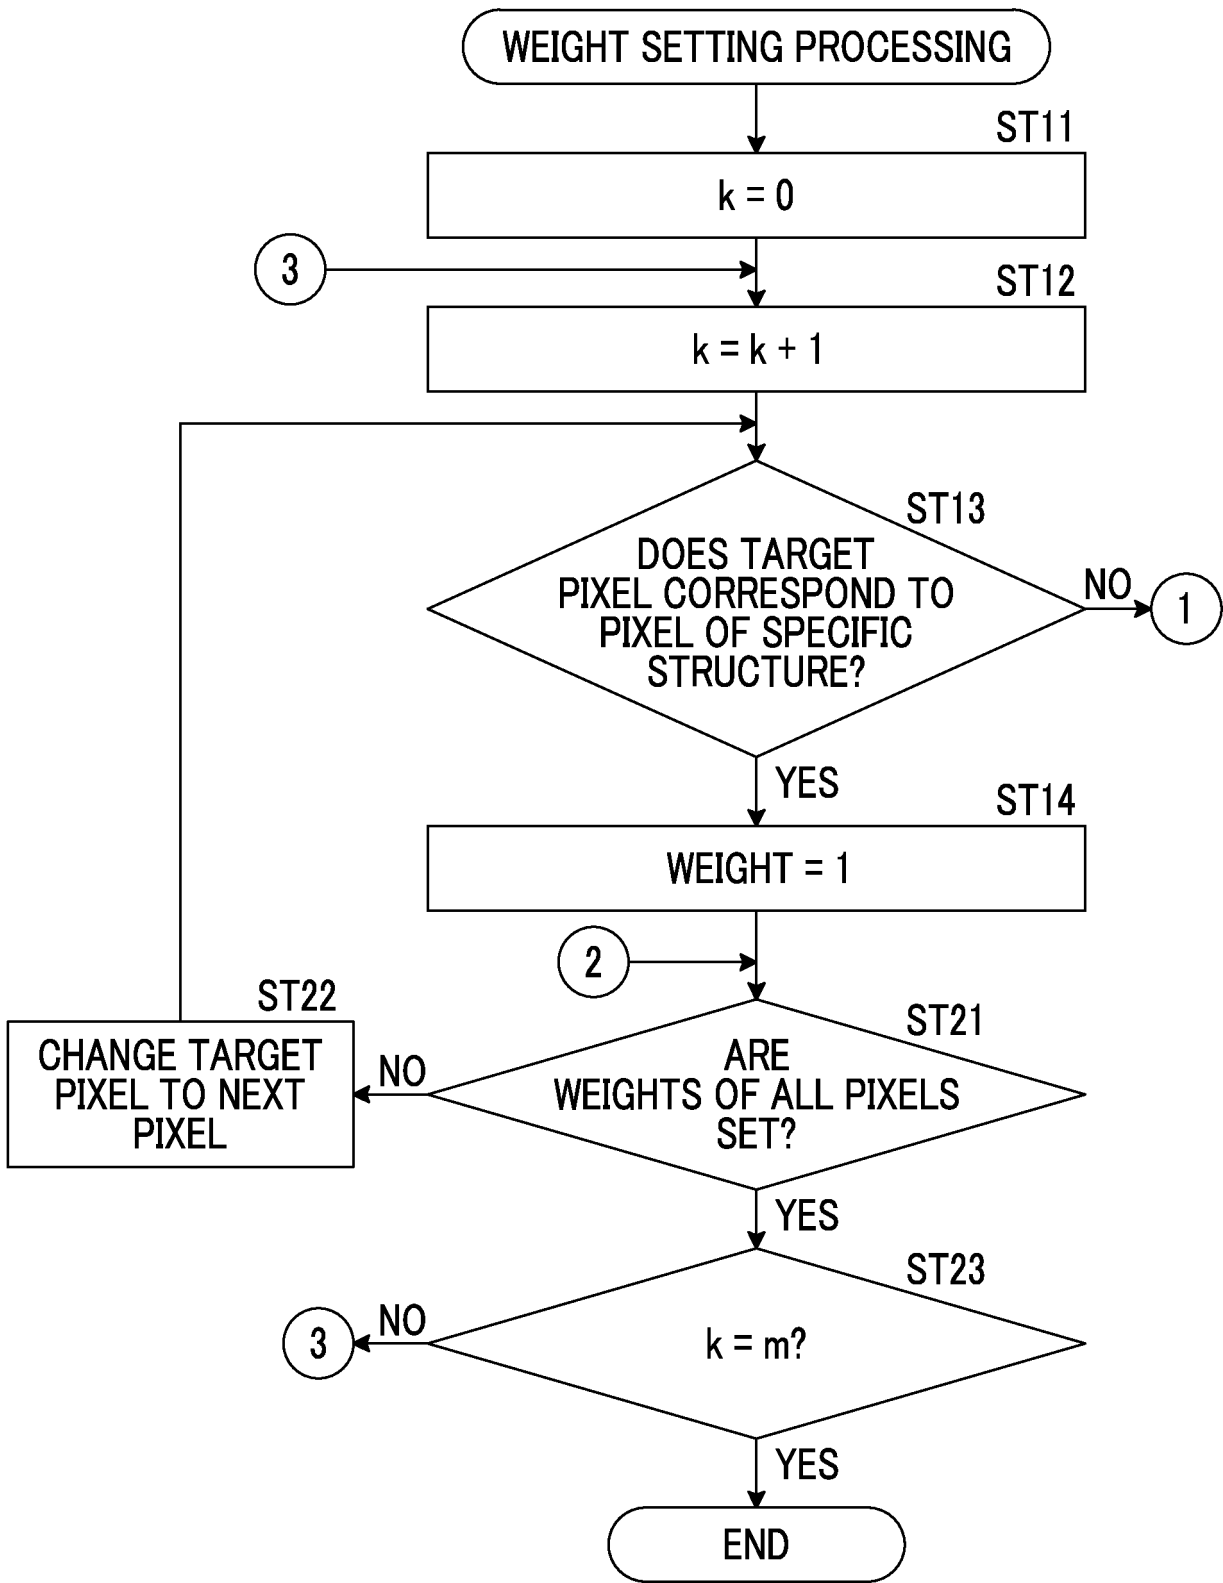 WEIGHT SETTING PROCESSING
ST11
k = 0
3
ST12
k = k + 1
ST13
DOES TARGET
PIXEL CORRESPOND TO
PIXEL OF SPECIFIC
STRUCTURE?
NO
1
YES
ST14
WEIGHT = 1
2
ST22
CHANGE TARGET
PIXEL TO NEXT
PIXEL
NO
ST21
ARE
WEIGHTS OF ALL PIXELS
SET?
YES
ST23
3
NO
k = m?
YES
END